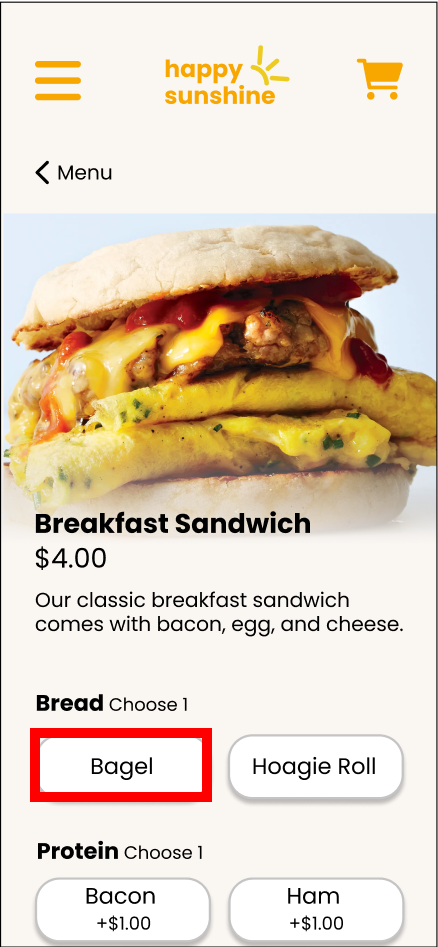 happy
sunshine
Menu
Breakfast Sandwich
$4.00
Our classic breakfast sandwich
comes with bacon, egg, and cheese.
Bread Choose 1
Bagel Hoagie Roll
Protein Choose 1
Bacon Ham
+$1.00 +$1.00